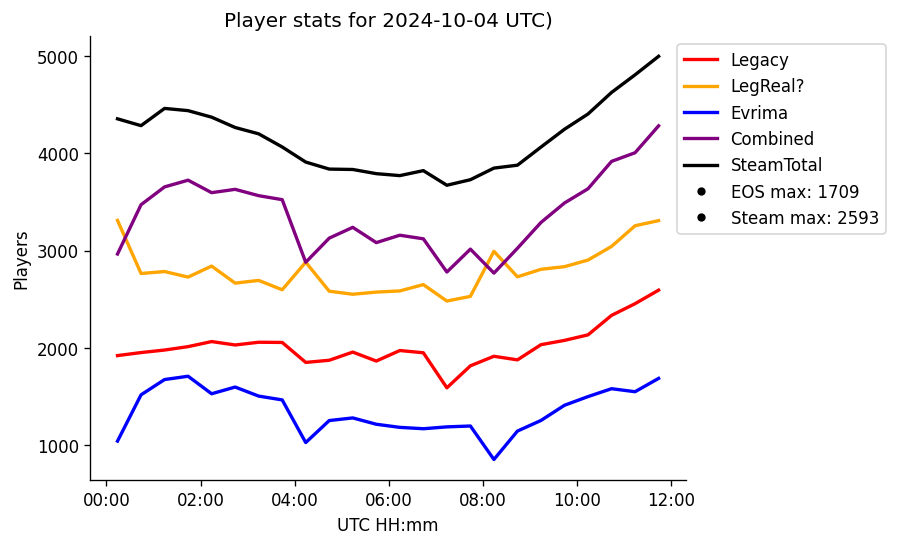 Player stats for 2024-10-04 UTC)
5000
4000
3000
2000
1000
Players
00:00 02:00 04:00 06:00 08:00 10:00 12:00
UTC HH:mm
Legacy
LegReal?
Evrima
Combined
SteamTotal
EOS max: 1709
Steam max: 2593